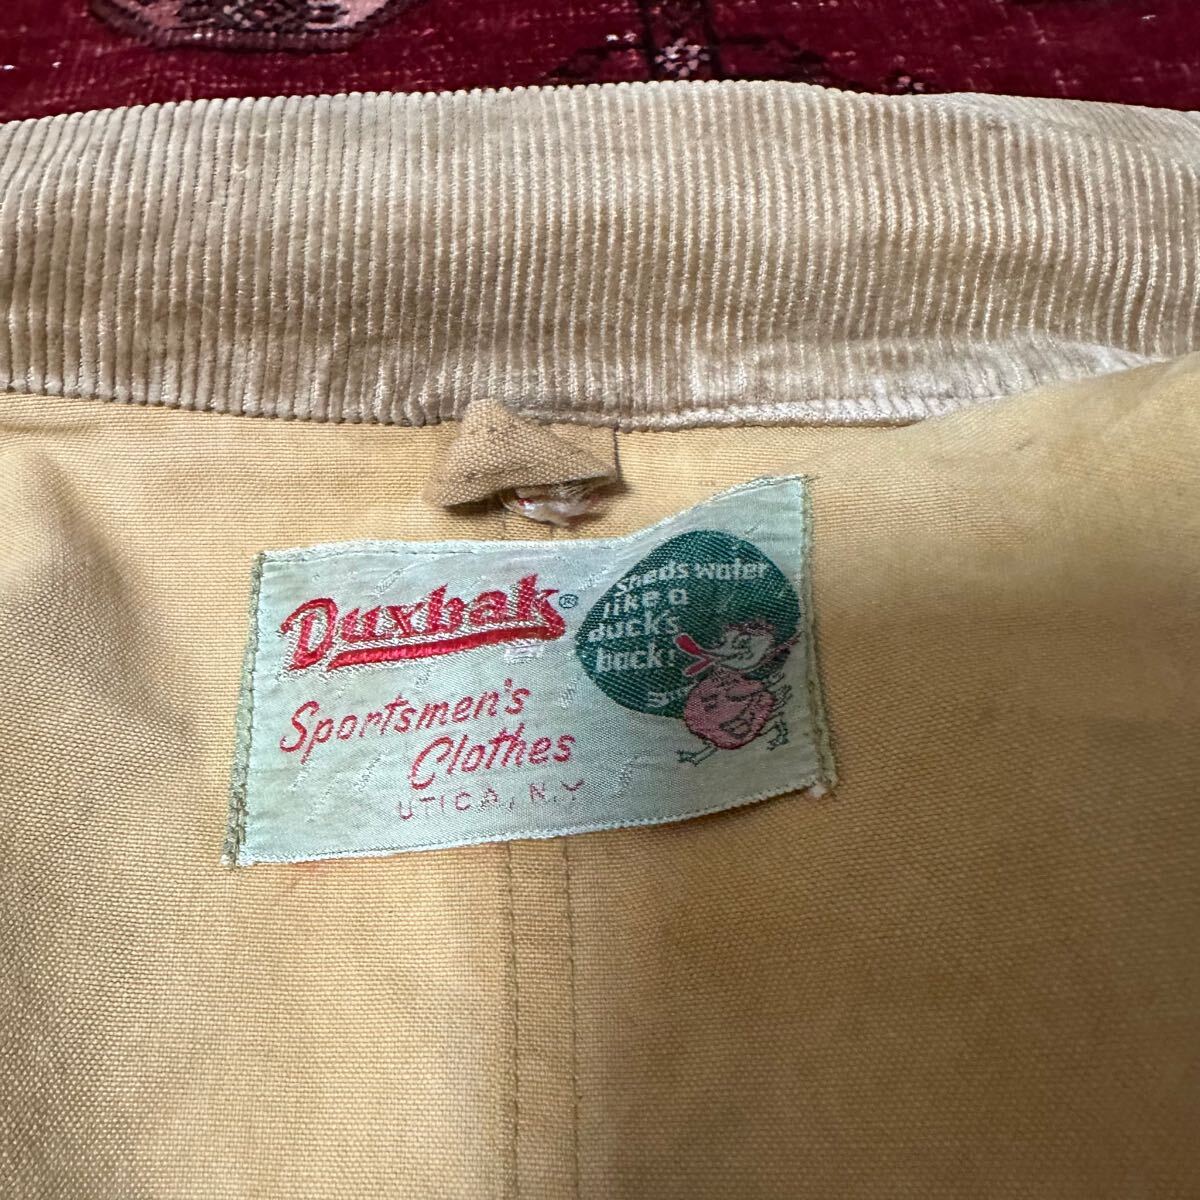 Duxbak®
Sportsmen's
Clothes
UTICA, N.Y
Sheds water
like a
duck's
back!